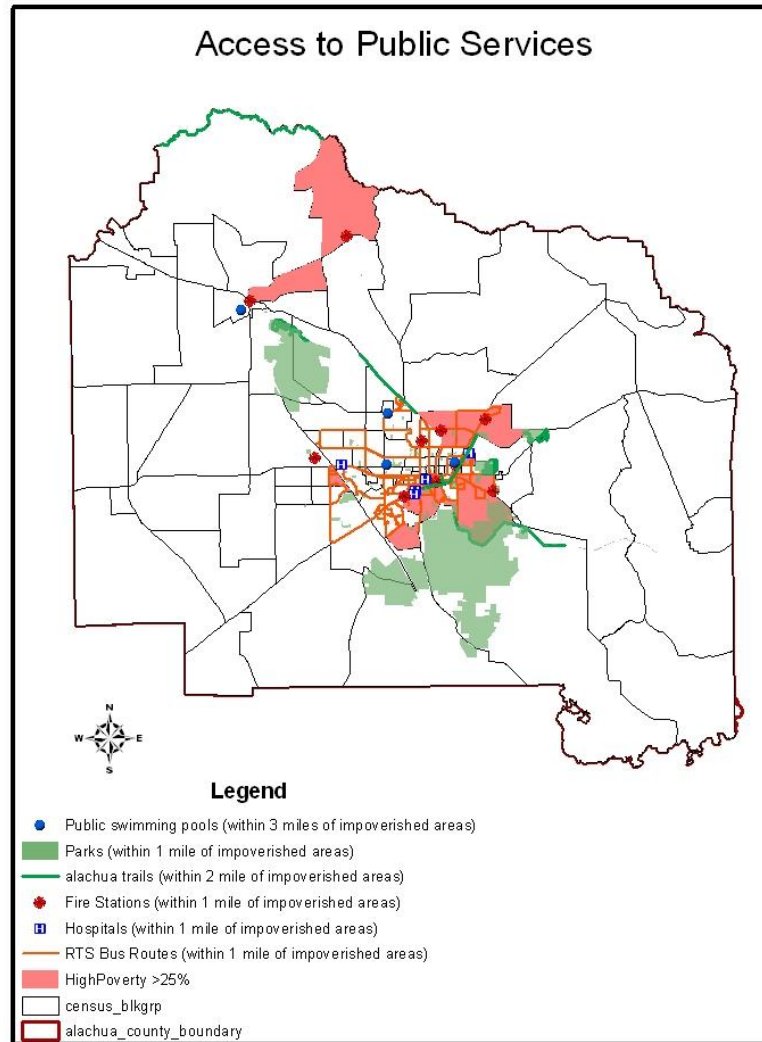 Access to Public Services
N
W E
S
Legend
Public swimming pools (within 3 miles of impoverished areas)
Parks (within 1 mile of impoverished areas)
alachua trails (within 2 mile of impoverished areas)
Fire Stations (within 1 mile of impoverished areas)
H Hospitals (within 1 mile of impoverished areas)
RTS Bus Routes (within 1 mile of impoverished areas)
HighPoverty >25%
census_blkgrp
alachua_county_boundary